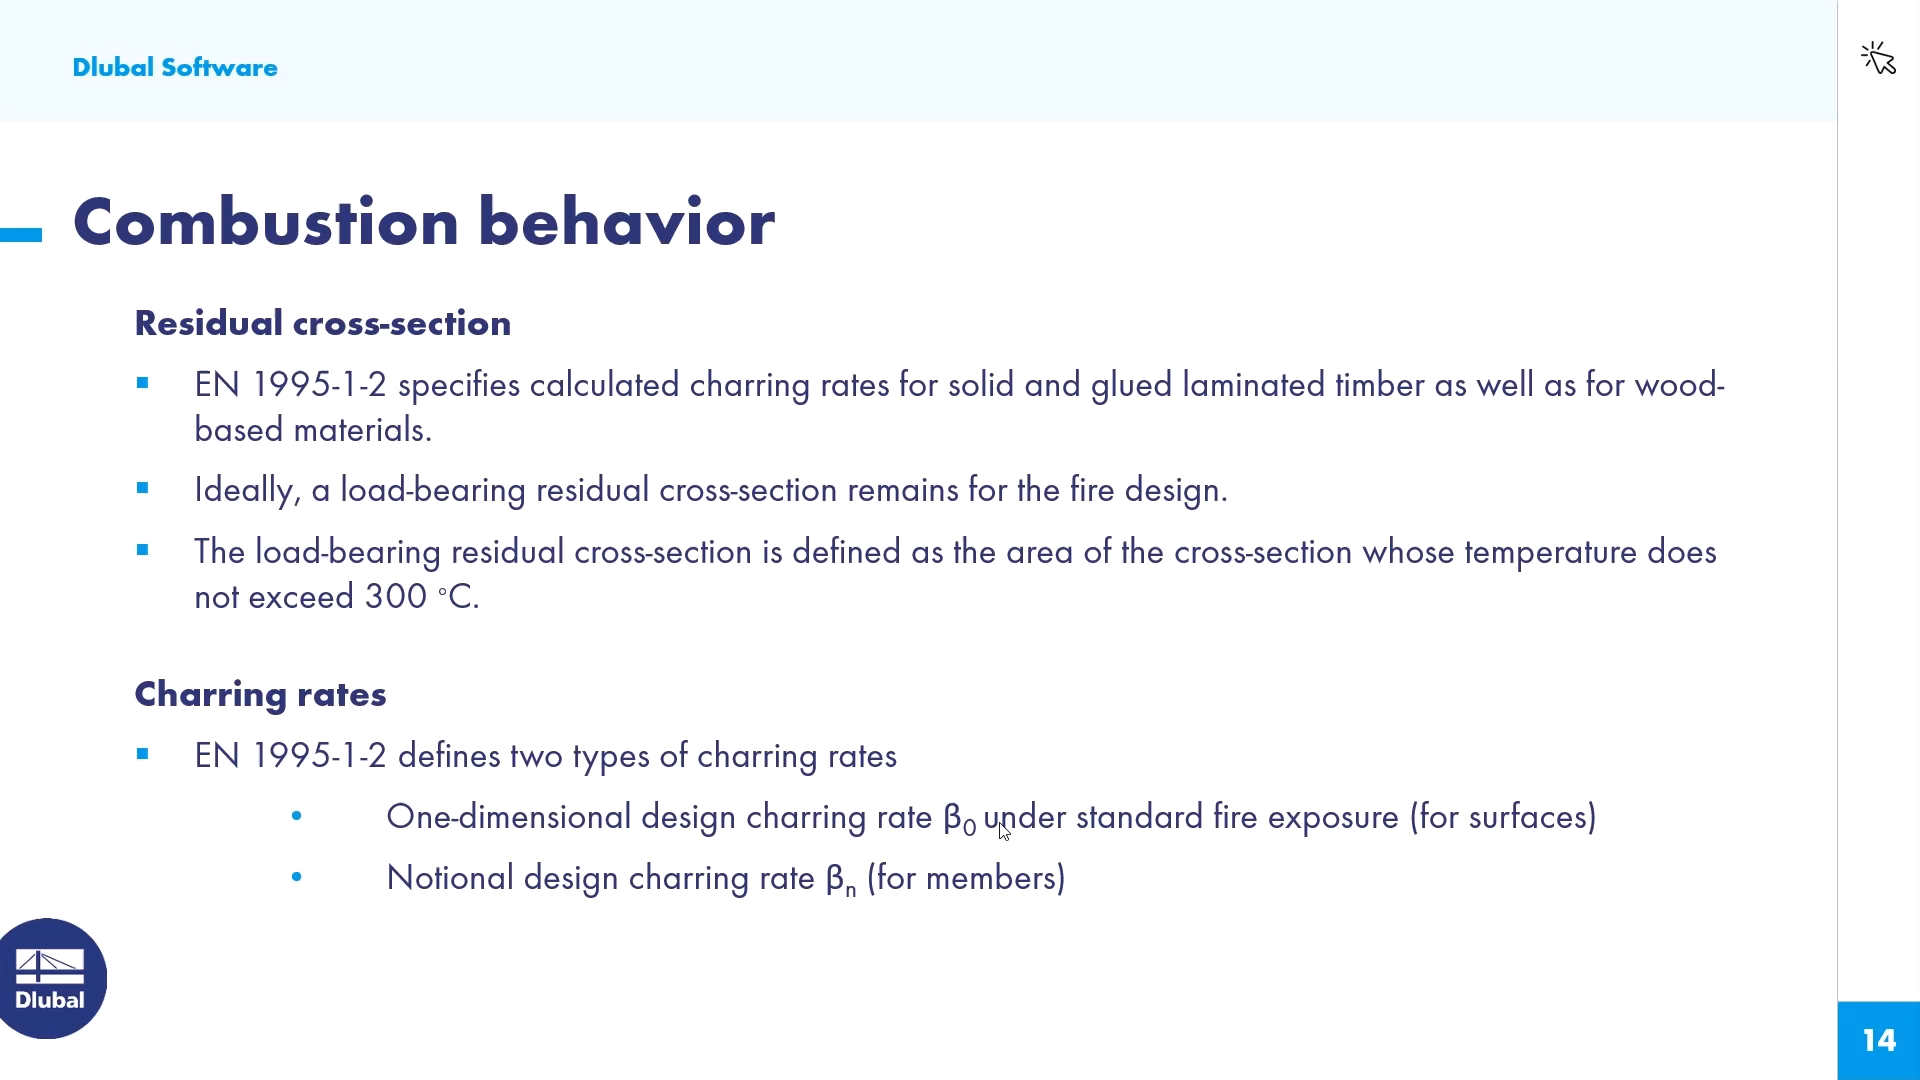 Dlubal Software
Combustion behavior
Residual cross-section
▪ EN 1995-1-2 specifies calculated charring rates for solid and glued laminated timber as well as for wood-
based materials.
▪ Ideally, a load-bearing residual cross-section remains for the fire design.
▪ The load-bearing residual cross-section is defined as the area of the cross-section whose temperature does
not exceed 300 °C.
Charring rates
▪ EN 1995-1-2 defines two types of charring rates
• One-dimensional design charring rate β₀ under standard fire exposure (for surfaces)
• Notional design charring rate βₙ (for members)
Dlubal
14